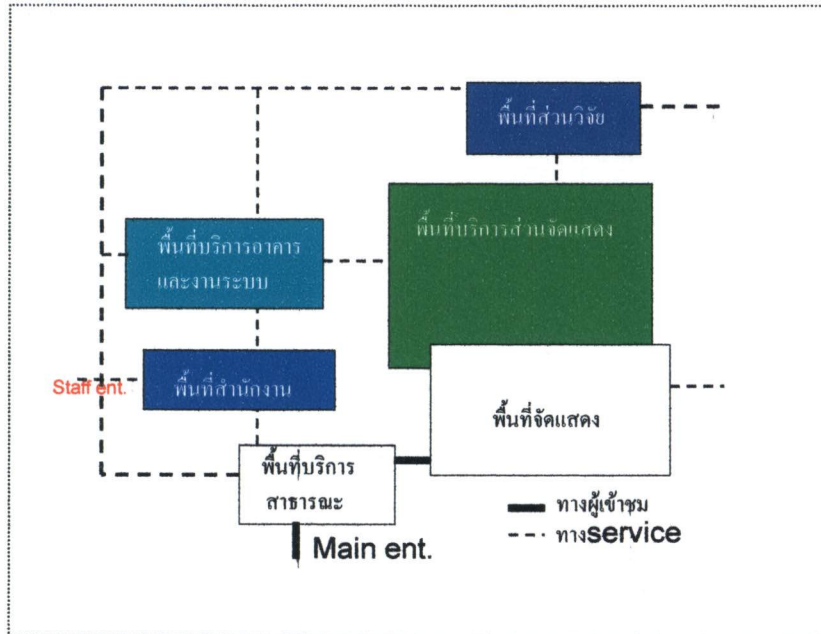 พื้นที่ส่วนวิจัย
พื้นที่บริการส่วนจัดแสดง
พื้นที่บริการอาคาร
และงานระบบ
Staff ent.
พื้นที่สำนักงาน
พื้นที่จัดแสดง
พื้นที่บริการ
สาธารณะ
ทางผู้เข้าชม
Main ent.
ทางservice